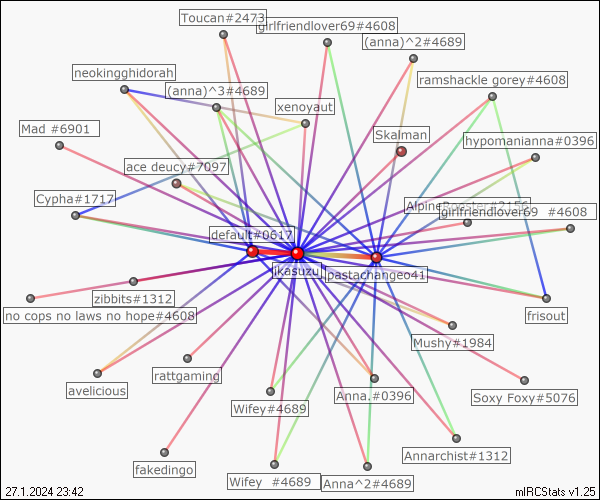 Toucan#2473
girlfriendlover69#4608
(anna)^2#4689
neokingghidorah
ramshackle gorey#4608
(anna)^3#4689
xenoyaut
Mad #6901
Skalman
hypomanianna#0396
ace deucy#7097
Cypha#1717
AlpineRooster#2156
girlfriendlover69 #4608
default#0617
ikasuzu
pastachangeo41
zibbits#1312
no cops no laws no hope#4608
frisout
Mushy#1984
avelicious
rattgaming
Soxy Foxy#5076
Wifey#4689
Anna.#0396
Annarchist#1312
fakedingo
Wifey #4689
Anna^2#4689
27.1.2024 23:42
mIRCStats v1.25